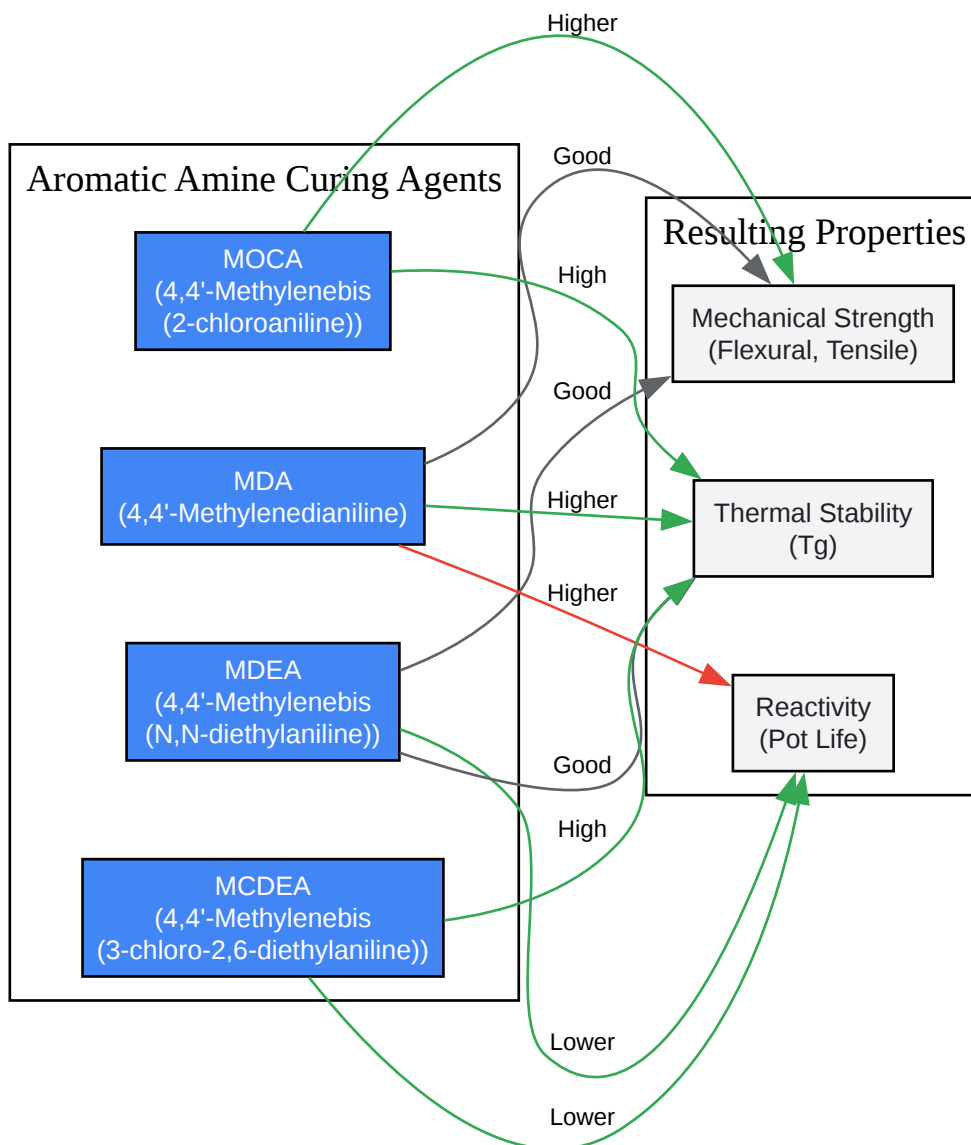 Higher
Good
Aromatic Amine Curing Agents
Resulting Properties
MOCA
(4,4'-Methylenebis
(2-chloroaniline))
High
Mechanical Strength
(Flexural, Tensile)
Good
MDA
(4,4'-Methylenedianiline)
Higher
Thermal Stability
(Tg)
Higher
MDEA
(4,4'-Methylenebis
(N,N-diethylaniline))
Reactivity
(Pot Life)
Good
High
MCDEA
(4,4'-Methylenebis
(3-chloro-2,6-diethylaniline))
Lower
Lower